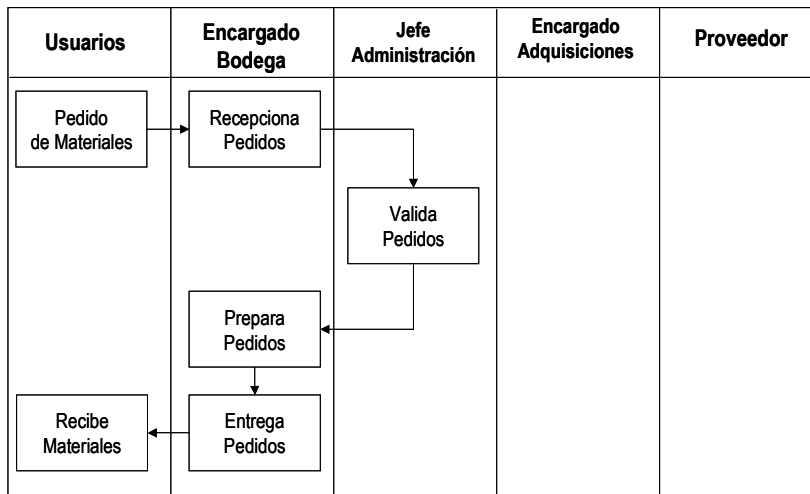 Usuarios
Encargado
Bodega
Jefe
Administración
Encargado
Adquisiciones
Proveedor
Pedido
de Materiales
Recepciona
Pedidos
Valida
Pedidos
Prepara
Pedidos
Recibe
Materiales
Entrega
Pedidos